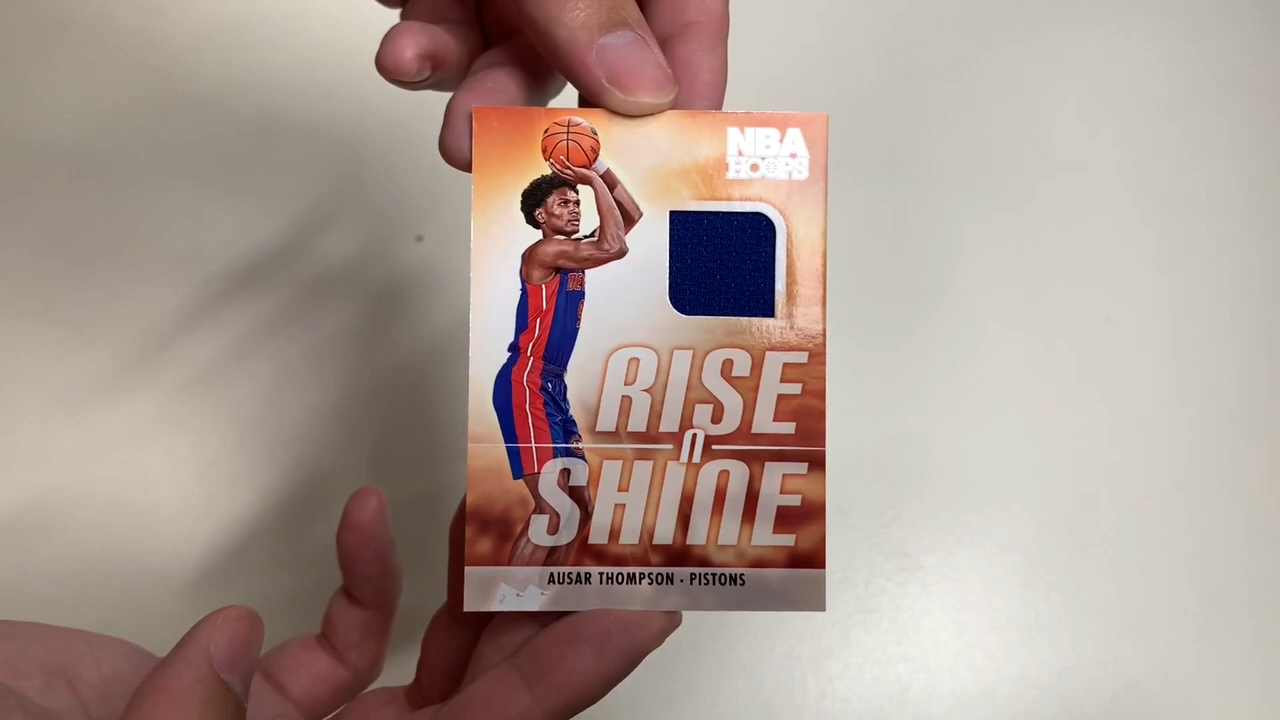 NBA
HOOPS
RISE
n
SHINE
AUSAR THOMPSON · PISTONS